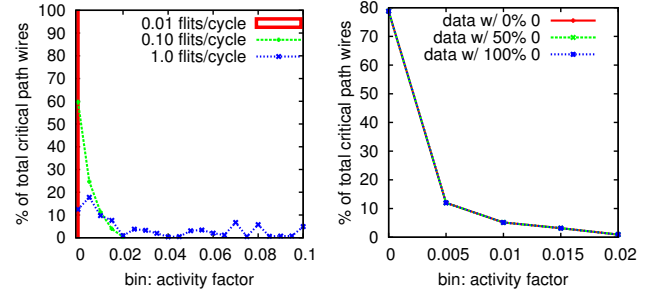 0.01 flits/cycle
0.10 flits/cycle
1.0 flits/cycle
% of total critical path wires
100
90
80
70
60
50
40
30
20
10
0
0 0.02 0.04 0.06 0.08 0.1
bin: activity factor
data w/ 0% 0
data w/ 50% 0
data w/ 100% 0
% of total critical path wires
80
70
60
50
40
30
20
10
0
0 0.005 0.01 0.015 0.02
bin: activity factor